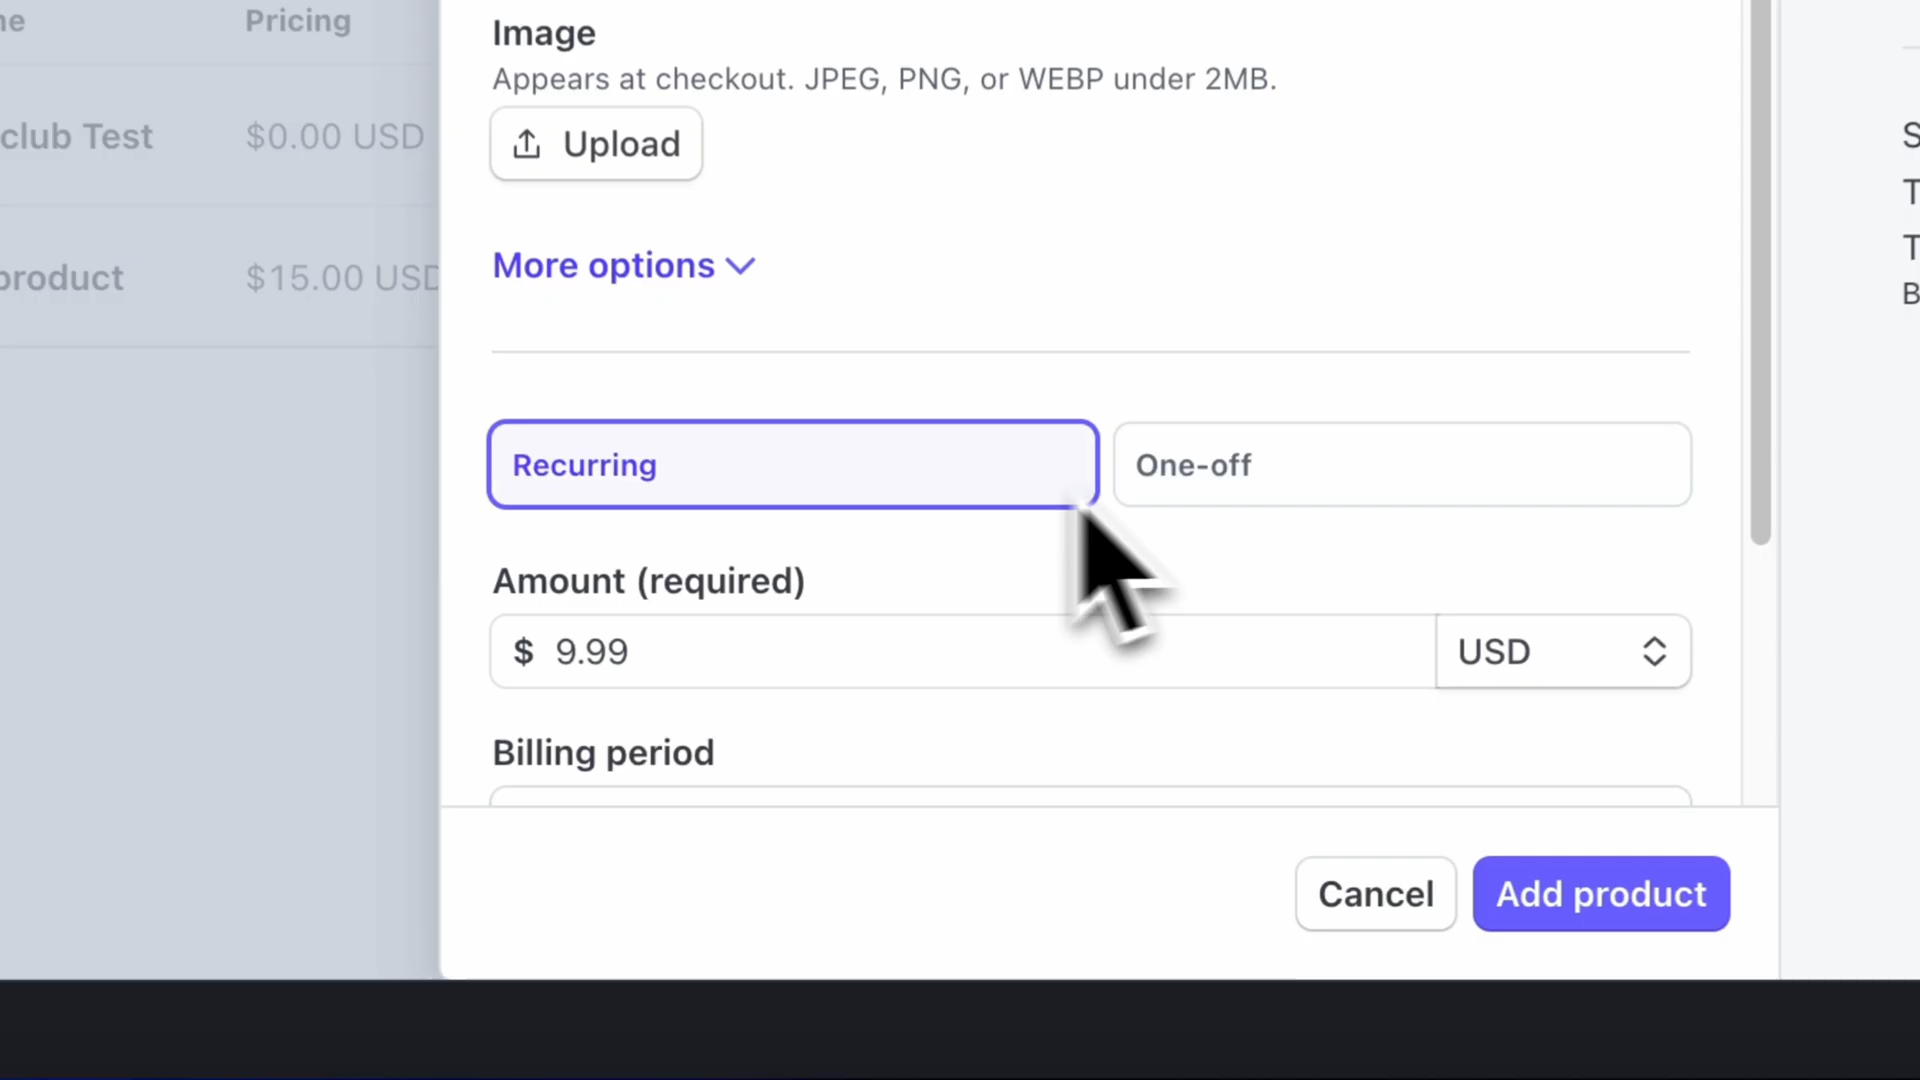 Pricing
club Test $0.00 USD
product $15.00 USD
Image
Appears at checkout. JPEG, PNG, or WEBP under 2MB.
Upload
More options
Recurring
One-off
Amount (required)
$ 9.99
USD
Billing period
Cancel
Add product